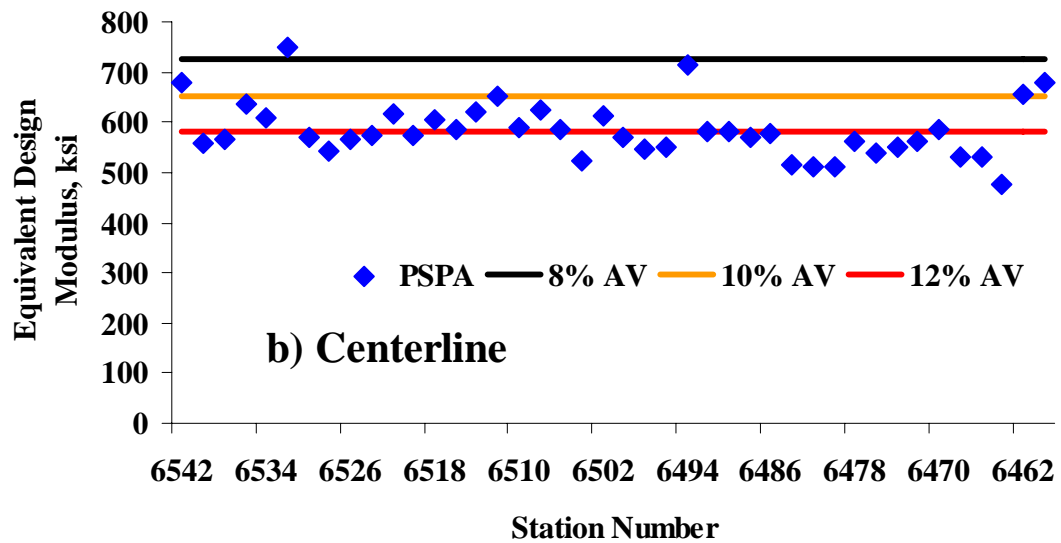 800
700
600
500
400
300
200
100
0
Equivalent Design
Modulus, ksi
PSPA 8% AV 10% AV 12% AV
b) Centerline
6542 6534 6526 6518 6510 6502 6494 6486 6478 6470 6462
Station Number